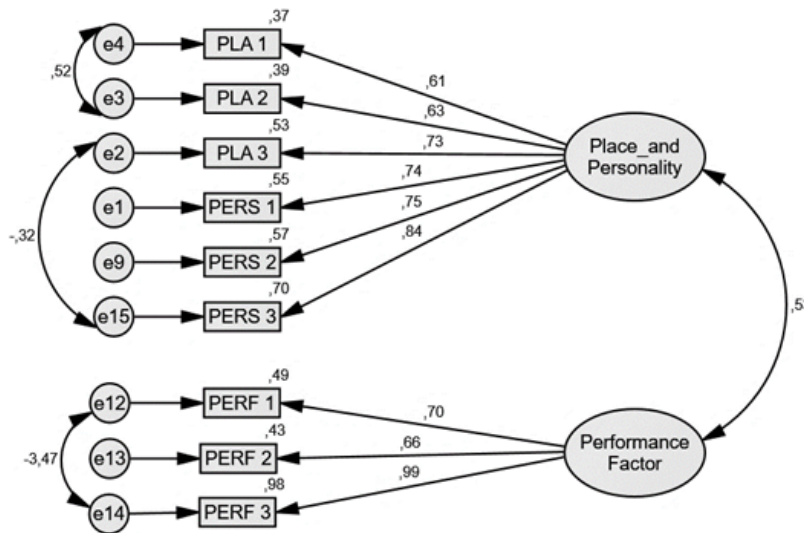 ,37
e4
PLA 1
,61
,52
,39
e3
PLA 2
,63
,53
e2
PLA 3
,73
Place_and
Personality
,55
e1
PERS 1
,74
-,32
,57
e9
PERS 2
,75
,70
e15
PERS 3
,84
,49
e12
PERF 1
,70
-3,47
,43
e13
PERF 2
,66
Performance
Factor
,98
e14
PERF 3
,99